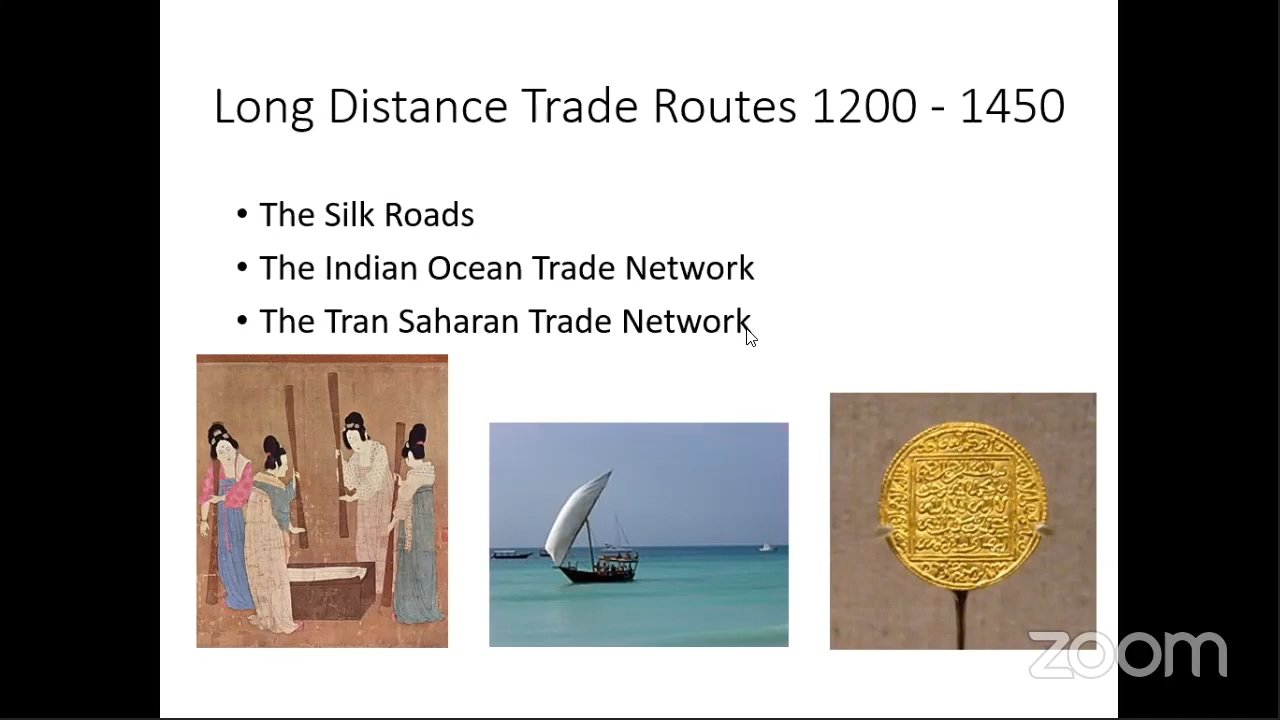 Long Distance Trade Routes 1200 - 1450
• The Silk Roads
• The Indian Ocean Trade Network
• The Tran Saharan Trade Network
zoom